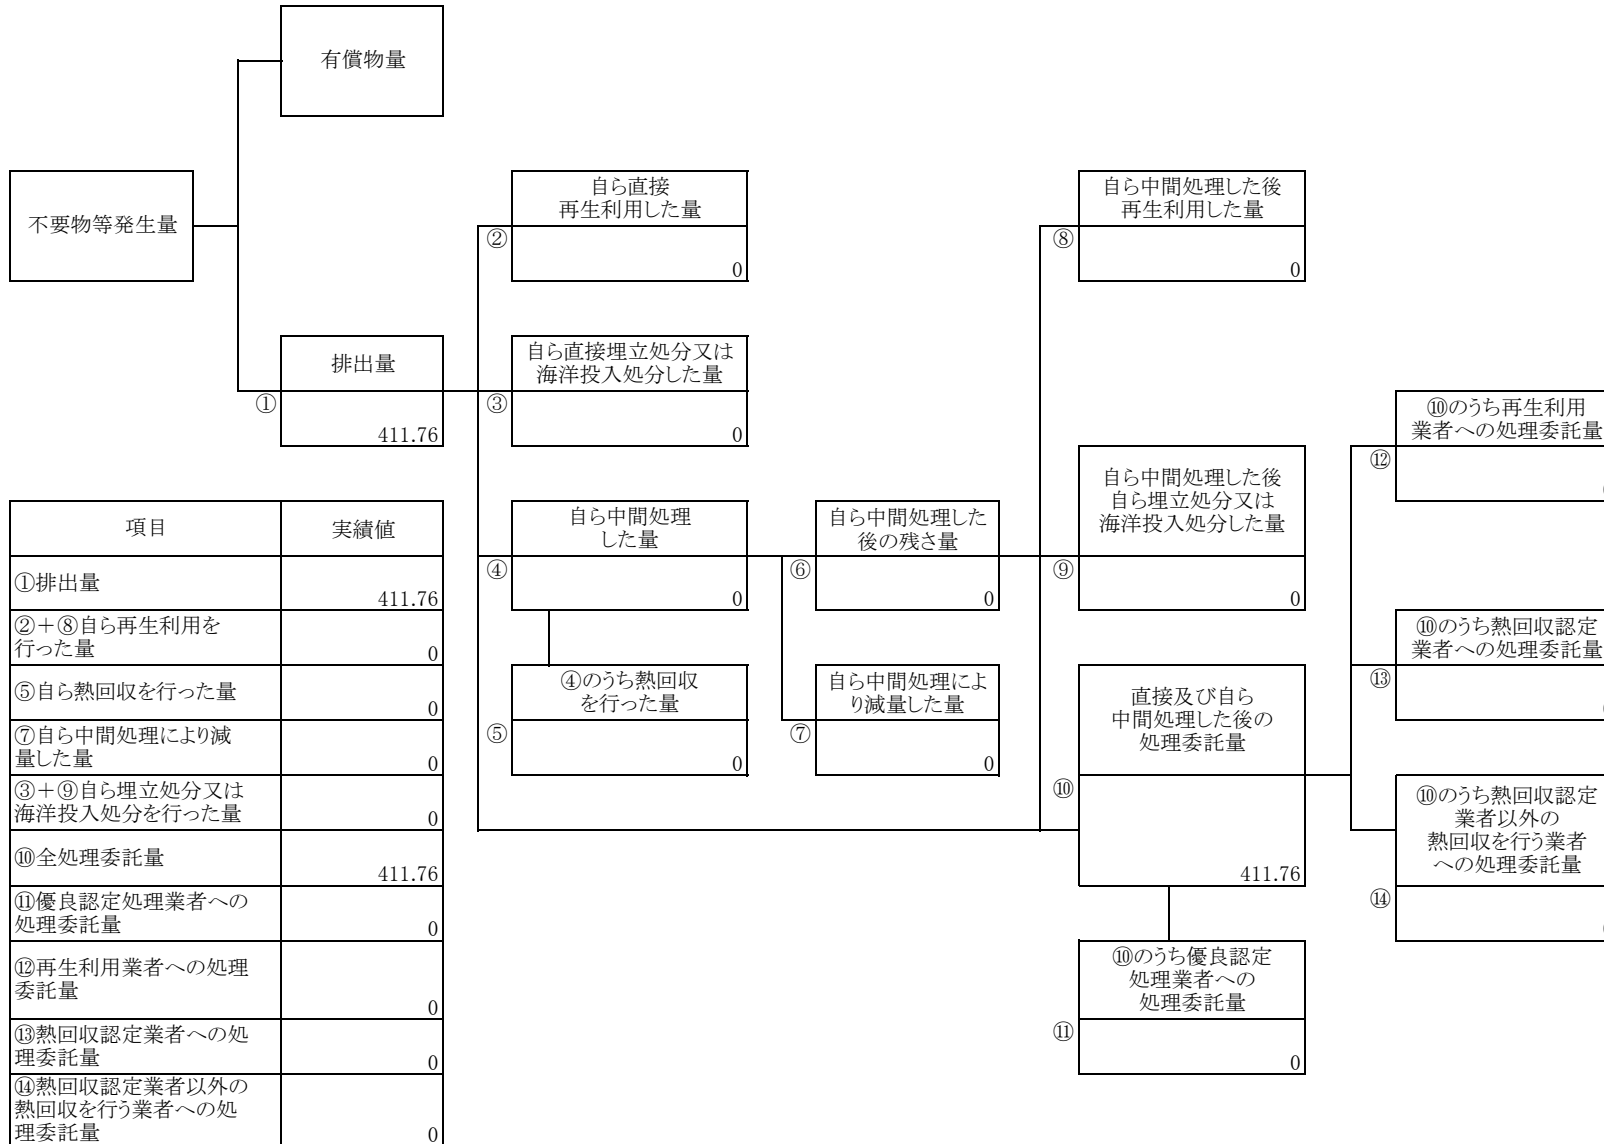 有償物量
不要物等発生量
自ら直接
再生利用した量
②
0
自ら中間処理した後
再生利用した量
⑧
0
排出量
①
411.76
自ら直接埋立処分又は
海洋投入処分した量
③
0
⑩のうち再生利用
業者への処理委託量
⑫
自ら中間処理
した量
④
0
自ら中間処理した
後の残さ量
⑥
0
自ら中間処理した後
自ら埋立処分又は
海洋投入処分した量
⑨
0
⑩のうち熱回収認定
業者への処理委託量
⑬
④のうち熱回収
を行った量
⑤
0
自ら中間処理によ
り減量した量
⑦
0
直接及び自ら
中間処理した後の
処理委託量
⑩
411.76
⑩のうち熱回収認定
業者以外の
熱回収を行う業者
への処理委託量
⑭
⑩のうち優良認定
処理業者への
処理委託量
⑪
0
項目 実績値
①排出量
411.76
②+⑧自ら再生利用を
行った量
0
⑤自ら熱回収を行った量
0
⑦自ら中間処理により減
量した量
0
③+⑨自ら埋立処分又は
海洋投入処分を行った量
0
⑩全処理委託量
411.76
⑪優良認定処理業者への
処理委託量
0
⑫再生利用業者への処理
委託量
0
⑬熱回収認定業者への処
理委託量
0
⑭熱回収認定業者以外の
熱回収を行う業者への処
理委託量
0